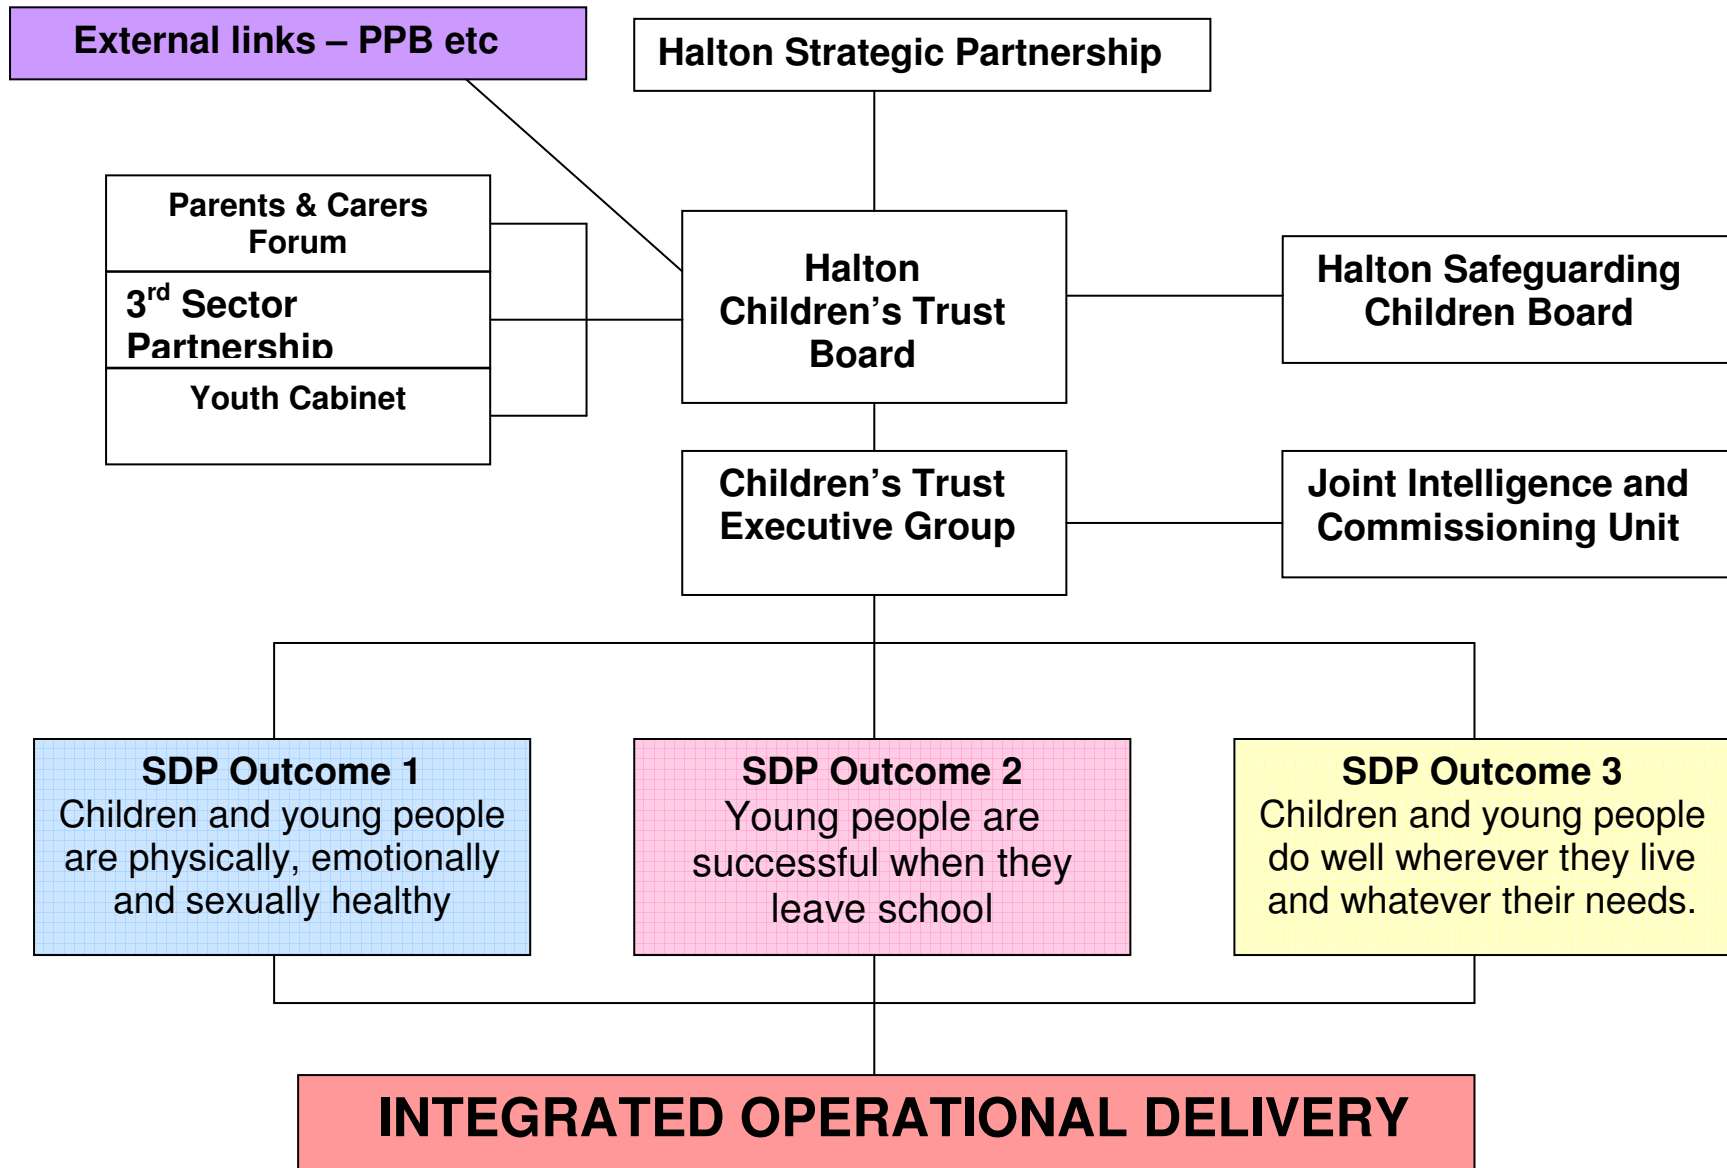 External links – PPB etc
Halton Strategic Partnership
Parents & Carers
Forum
3rd Sector
Partnership
Youth Cabinet
Halton
Children’s Trust
Board
Halton Safeguarding
Children Board
Children’s Trust
Executive Group
Joint Intelligence and
Commissioning Unit
SDP Outcome 1
Children and young people
are physically, emotionally
and sexually healthy
SDP Outcome 2
Young people are
successful when they
leave school
SDP Outcome 3
Children and young people
do well wherever they live
and whatever their needs.
INTEGRATED OPERATIONAL DELIVERY